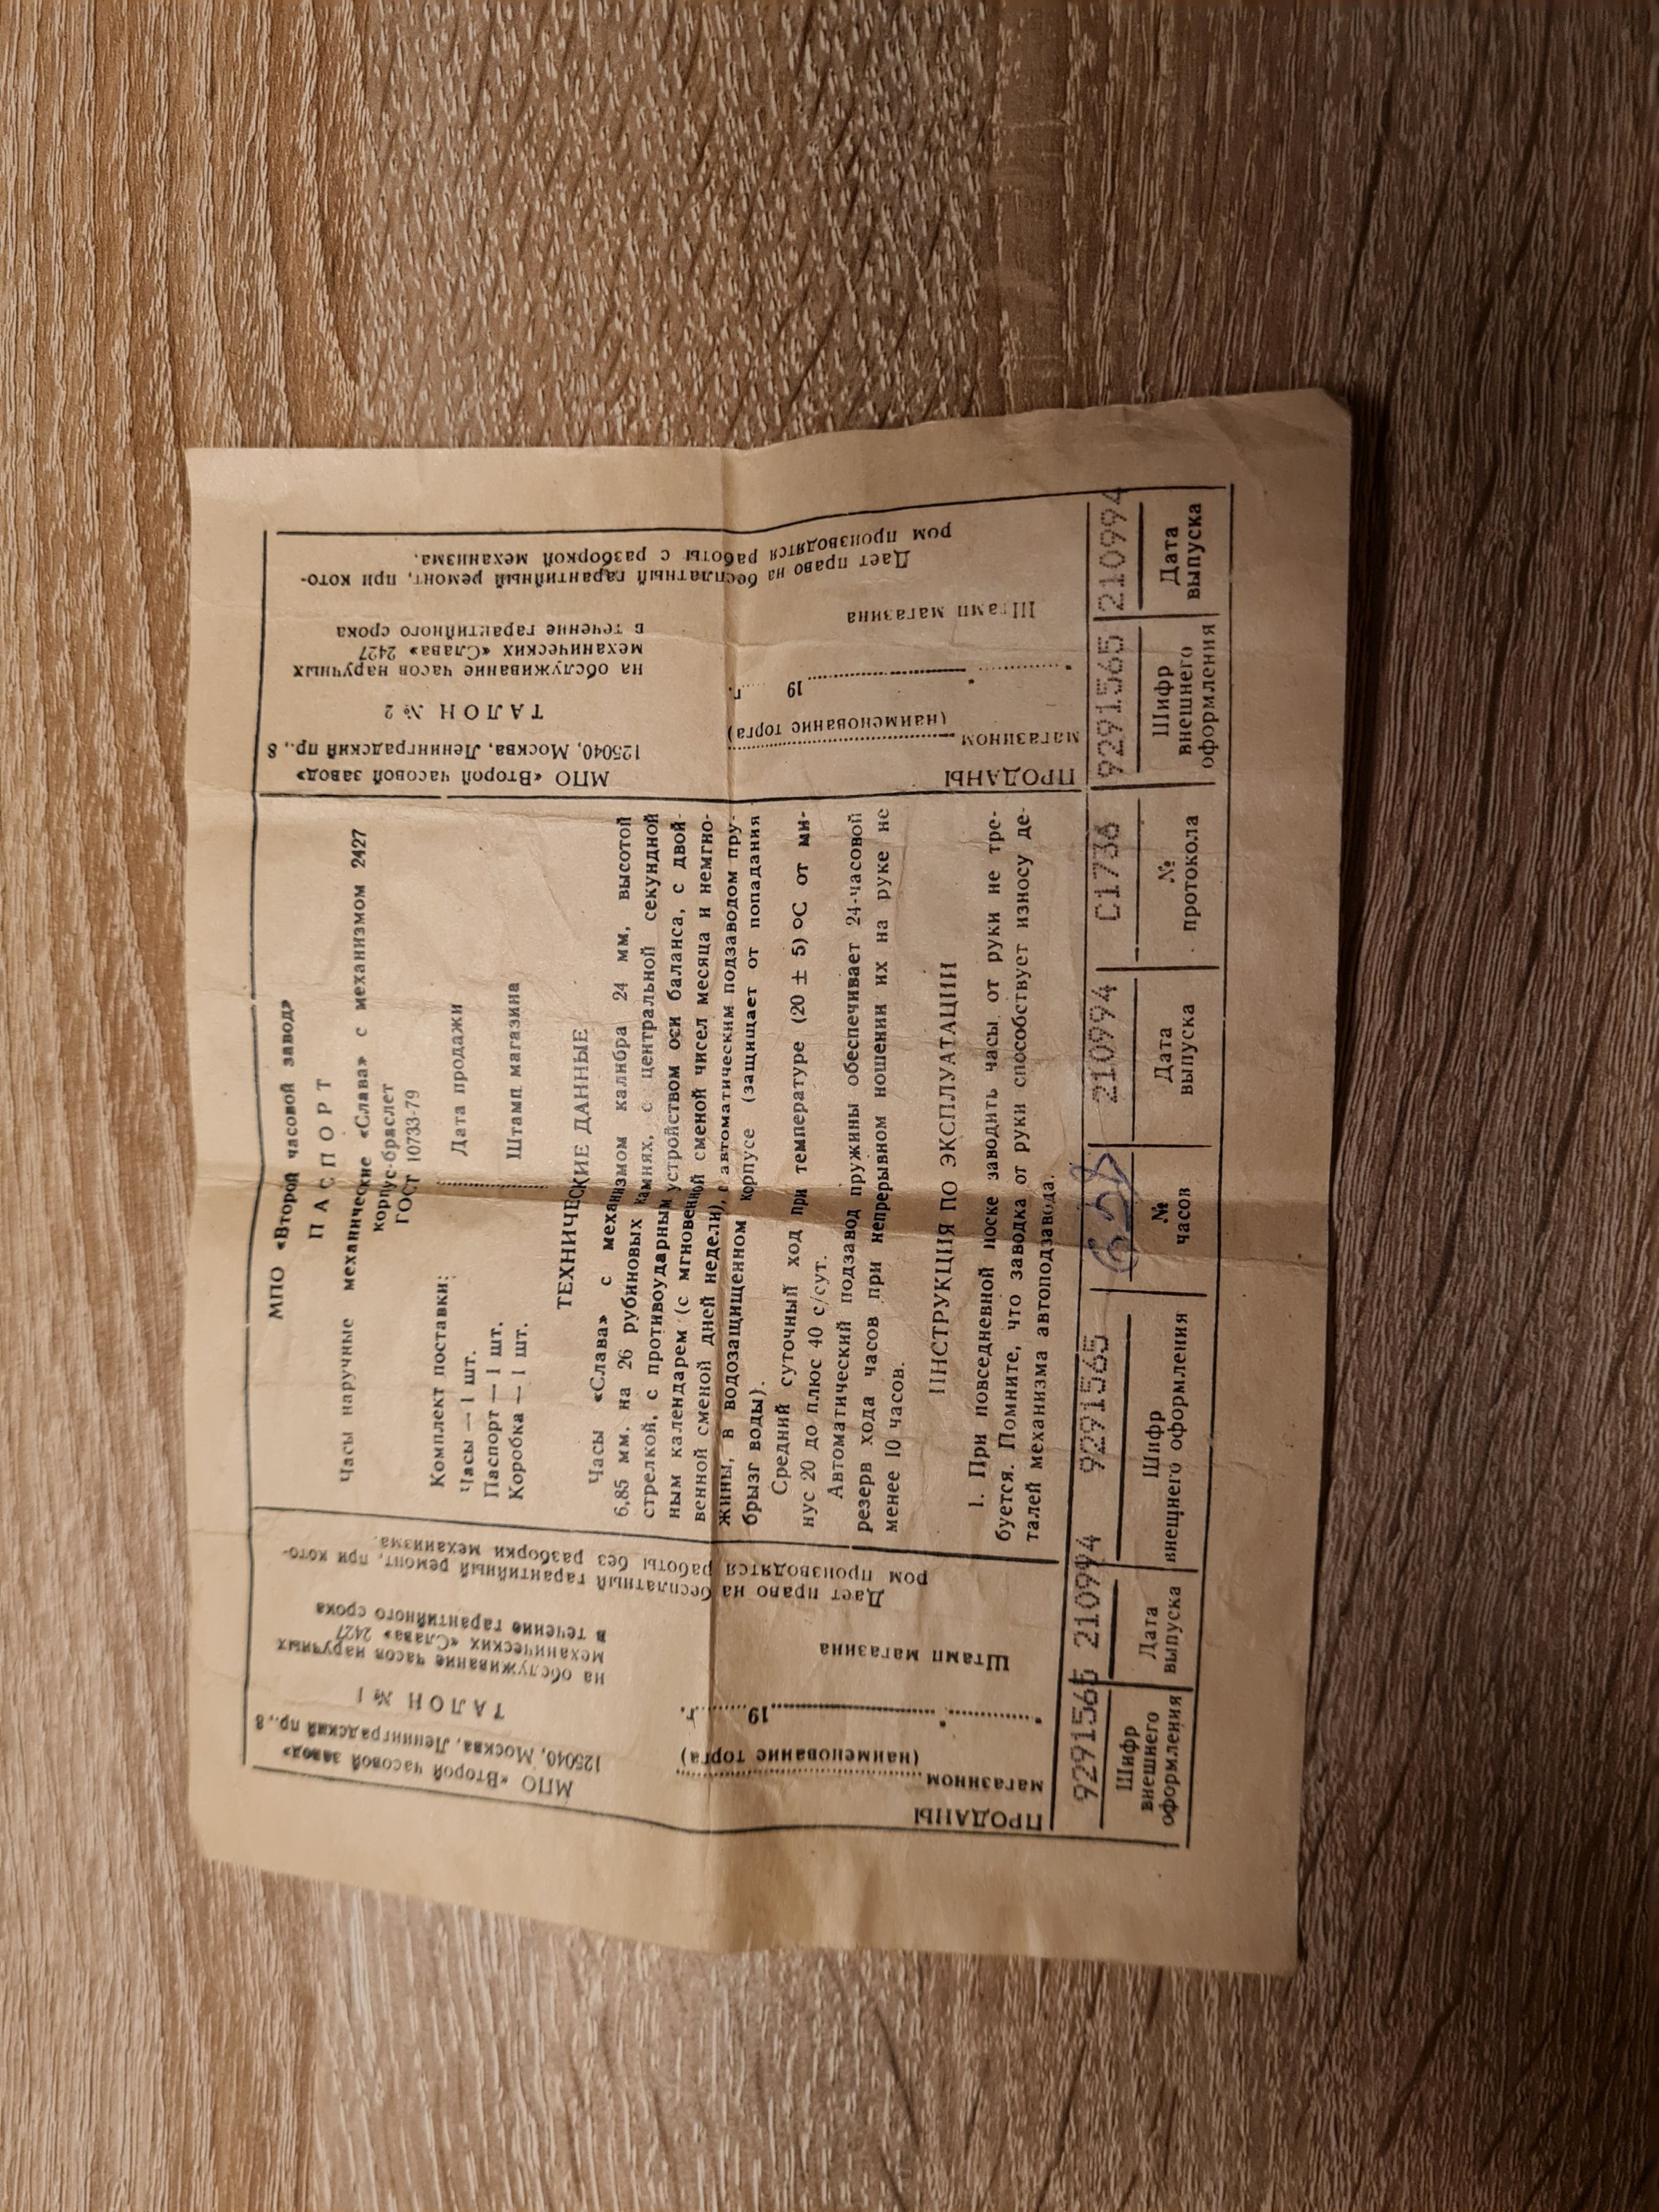 МПО «Второй часовой завод»
ПАСПОРТ
Часы наручные механические «Слава» с механизмом 2427
корпус-браслет
ГОСТ 10733-79
Комплект поставки:
Часы — 1 шт.
Паспорт — 1 шт.
Коробка — 1 шт.
Дата продажи
Штамп магазина
ТЕХНИЧЕСКИЕ ДАННЫЕ
Часы «Слава» с механизмом калибра 24 мм, высотой
6,85 мм. на 26 рубиновых камнях, с центральной секундной
стрелкой, с противоударным устройством оси баланса, с двой-
ным календарем (с мгновенной сменой чисел месяца и немгно-
венной сменой дней недели), с автоматическим подзаводом пру-
жины, в водозащищенном корпусе (защищает от попадания
брызг воды).
Средний суточный ход при температуре (20 ± 5) °С от ми-
нус 20 до плюс 40 с/сут.
Автоматический подзавод пружины обеспечивает 24-часовой
резерв хода часов при непрерывном ношении их на руке не
менее 10 часов.
ИНСТРУКЦИЯ ПО ЭКСПЛУАТАЦИИ
1. При повседневной носке заводить часы от руки не тре-
буется. Помните, что заводка от руки способствует износу де-
талей механизма автоподзавода.
9291565 210994 9291565 210994 С1736 9291565 210994
Шифр внешнего оформления
Дата выпуска
Шифр внещнего оформления
№ часов
Дата выпуска
№ протокола
Шифр внешнего оформления
Дата выпуска
МПО «Второй часовой завод»
125040, Москва, Ленинградский пр., 8
ТАЛОН № 1
на обслуживание часов наручных
механических «Слава» 2427
в течение гарантийного срока
ПРОДАНЫ
магазином
(наименование торга)
19 г.
Штамп магазина
Дает право на бесплатный гарантийный ремонт, при кото-
ром производятся работы без разборки механизма.
МПО «Второй часовой завод»
125040, Москва, Ленинградский пр., 8
ТАЛОН № 2
на обслуживание часов наручных
механических «Слава» 2427
в течение гарантийного срока
ПРОДАНЫ
магазином
(наименование торга)
19 г.
Штамп магазина
Дает право на бесплатный гарантийный ремонт, при кото-
ром производятся работы с разборкой механизма.